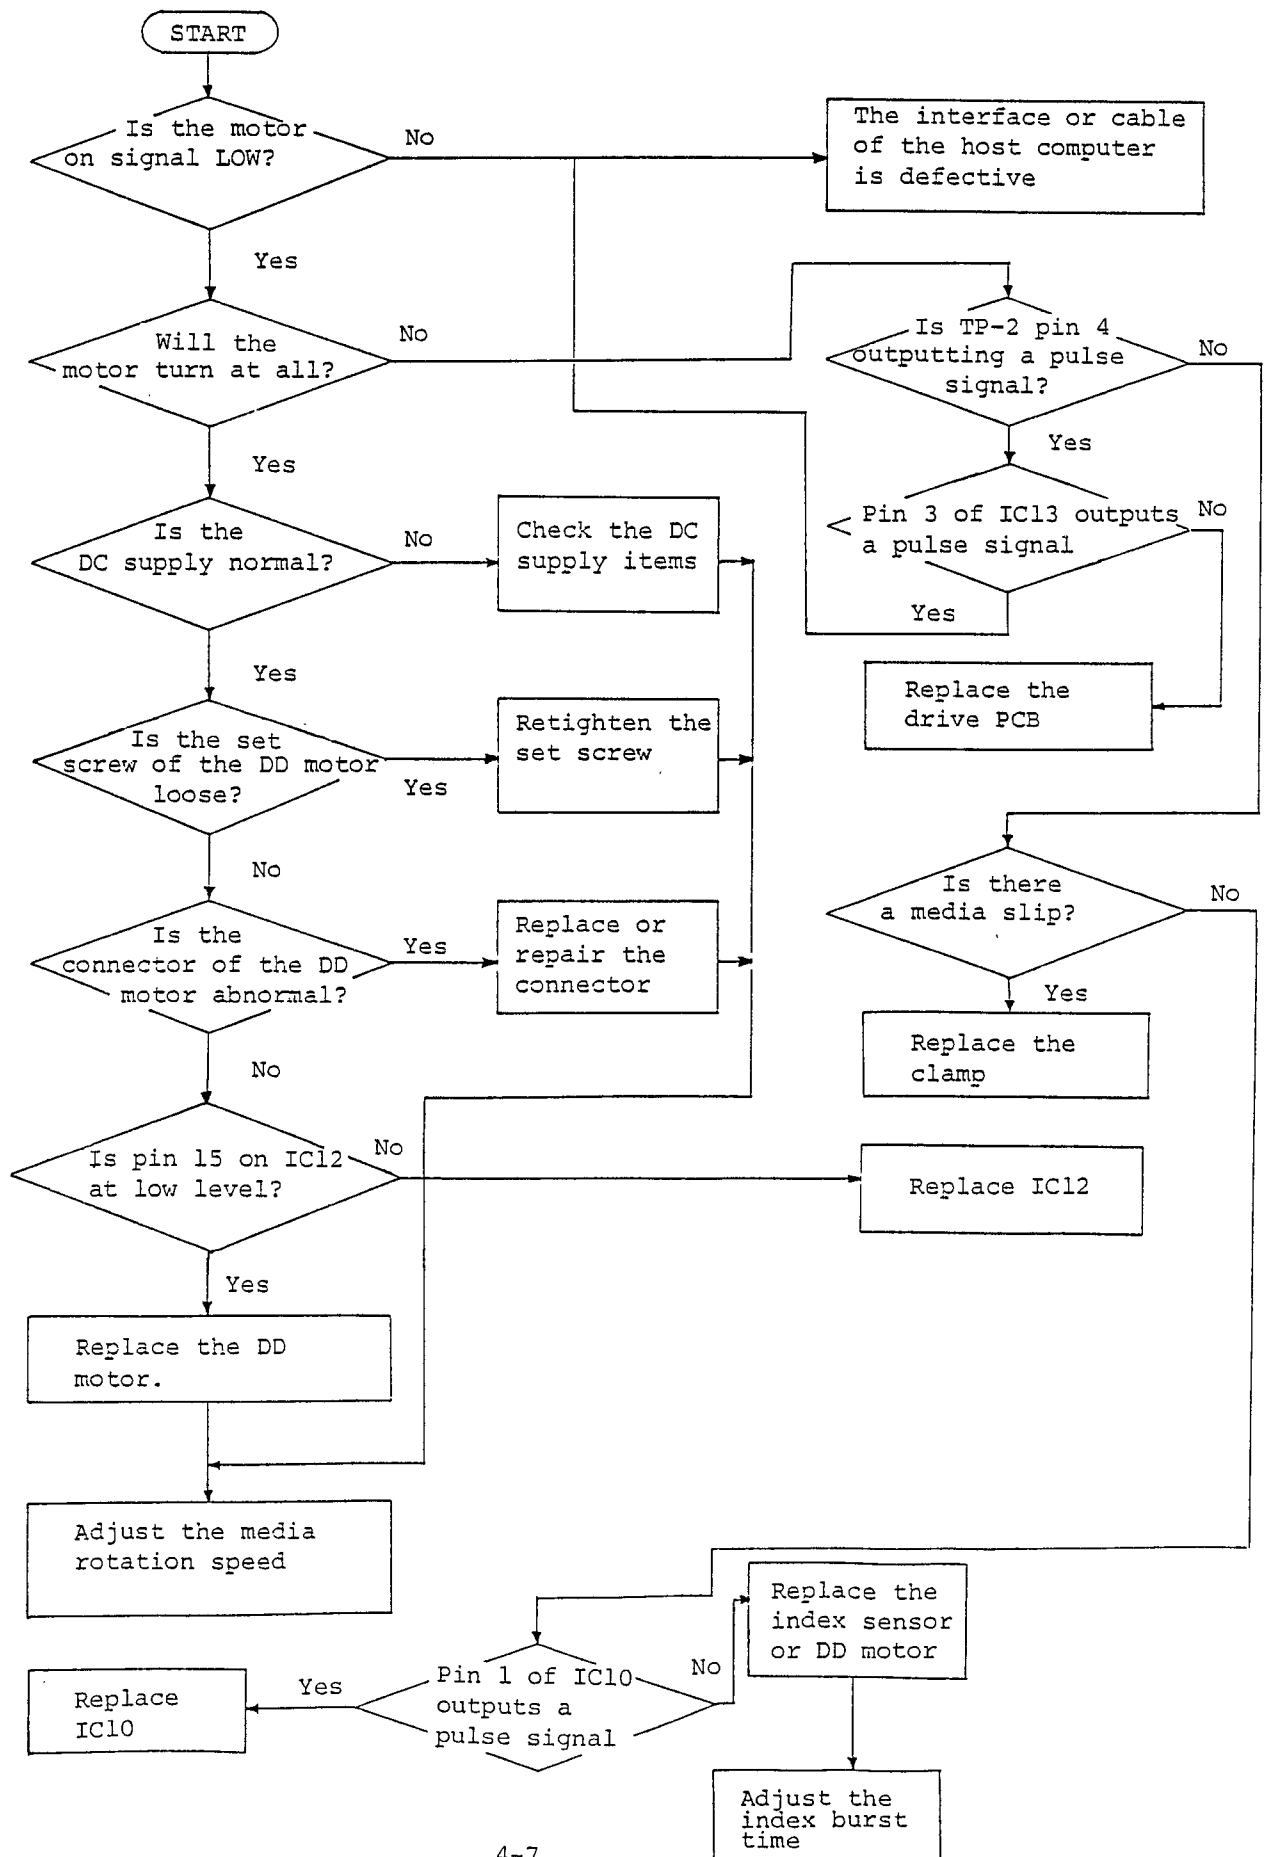 START
Is the motor
on signal LOW?
No
The interface or cable
of the host computer
is defective
Yes
Will the
motor turn at all?
No
Is TP-2 pin 4
outputting a pulse
signal?
No
Yes
Yes
Pin 3 of IC13 outputs
a pulse signal
No
Yes
Is the
DC supply normal?
No
Check the DC
supply items
Yes
Replace the
drive PCB
Is the set
screw of the DD motor
loose?
Yes
Retighten the
set screw
No
Is there
a media slip?
No
Yes
Replace the
clamp
Is the
connector of the DD
motor abnormal?
Yes
Replace or
repair the
connector
No
Is pin 15 on IC12
at low level?
No
Replace IC12
Yes
Replace the DD
motor.
Adjust the media
rotation speed
Pin 1 of IC10
outputs a
pulse signal
Yes
Replace
IC10
No
Replace the
index sensor
or DD motor
Adjust the
index burst
time
4-7